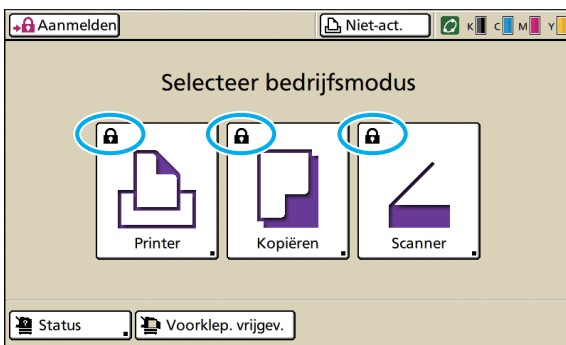 Aanmelden Niet-act. K C M Y
Selecteer bedrijfsmodus
Printer Kopiëren Scanner
Status Voorklep. vrijgev.